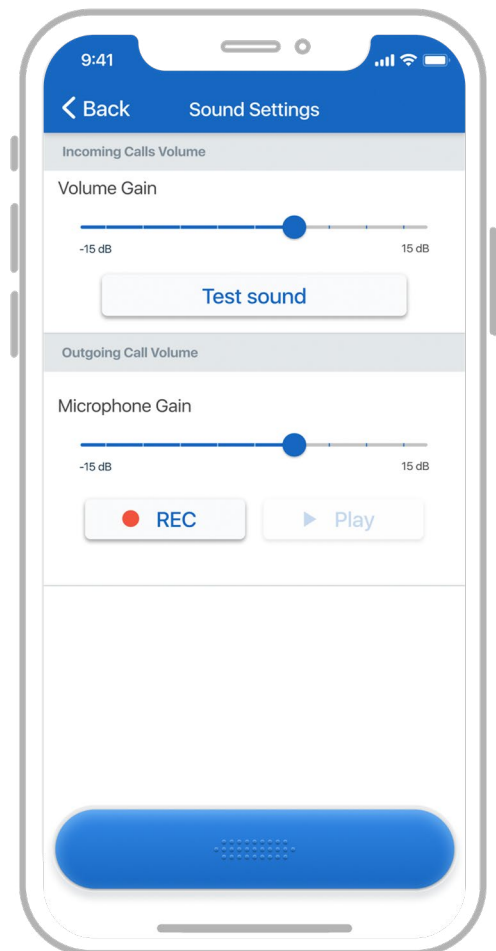 9:41
Back Sound Settings
Incoming Calls Volume
Volume Gain
-15 dB 15 dB
Test sound
Outgoing Call Volume
Microphone Gain
-15 dB 15 dB
REC Play